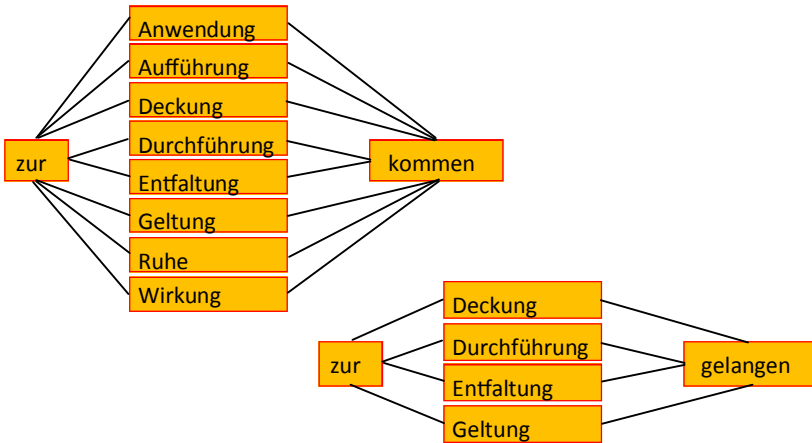 Anwendung
Aufführung
Deckung
zur
Durchführung
kommen
Entfaltung
Geltung
Ruhe
Wirkung
Deckung
Durchführung
zur
gelangen
Entfaltung
Geltung